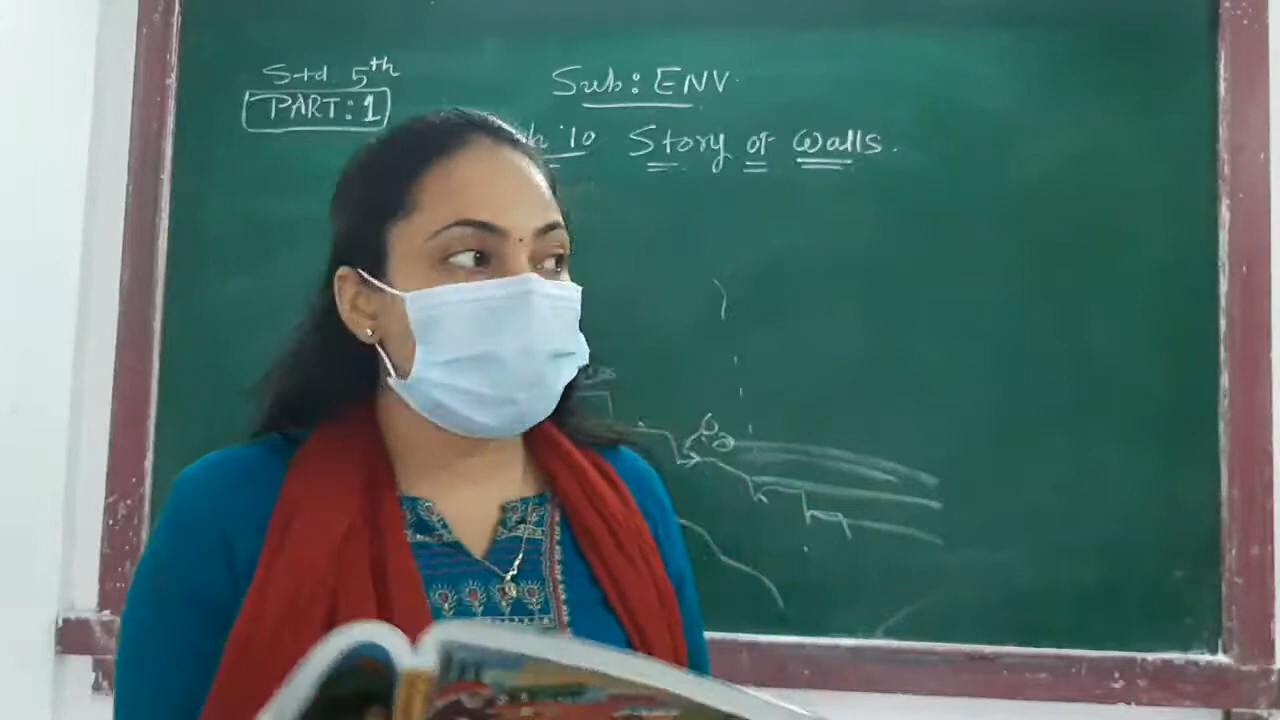 Std 5th
PART: 1
Sub: ENV.
10 Story of Walls.